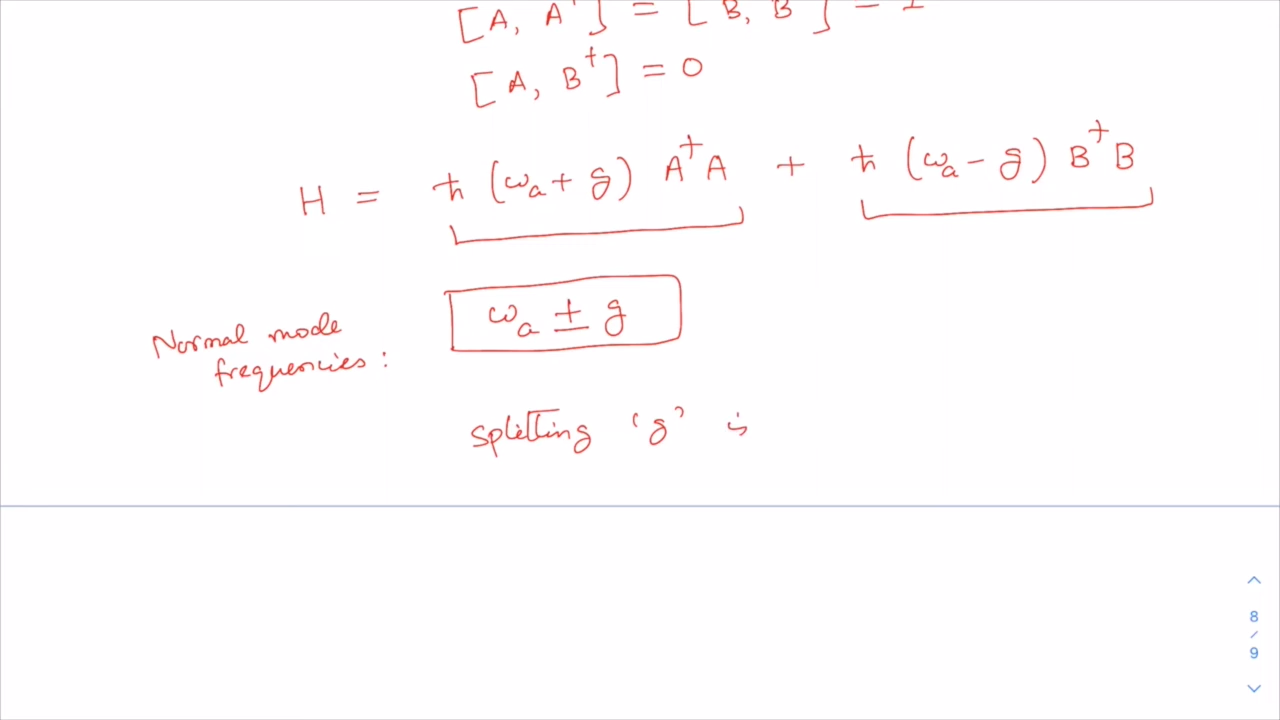 [A, A†] = [B, B†] = 1
[A, B†] = 0
H = ħ (ωₐ + g) A†A + ħ (ωₐ − g) B†B
ωₐ ± g
Normal mode
frequencies :
splitting 'g' is
8
/
9